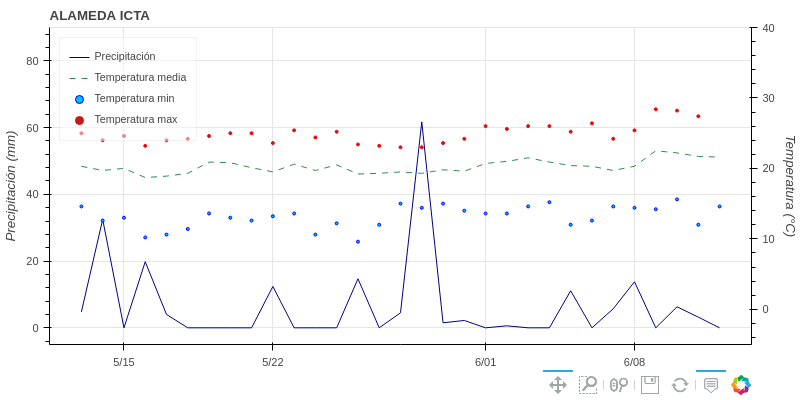 ALAMEDA ICTA
Precipitación
Temperatura media
Temperatura min
Temperatura max
Precipitación (mm)
80
60
40
20
0
Temperatura (°C)
40
30
20
10
0
5/15
5/22
6/01
6/08